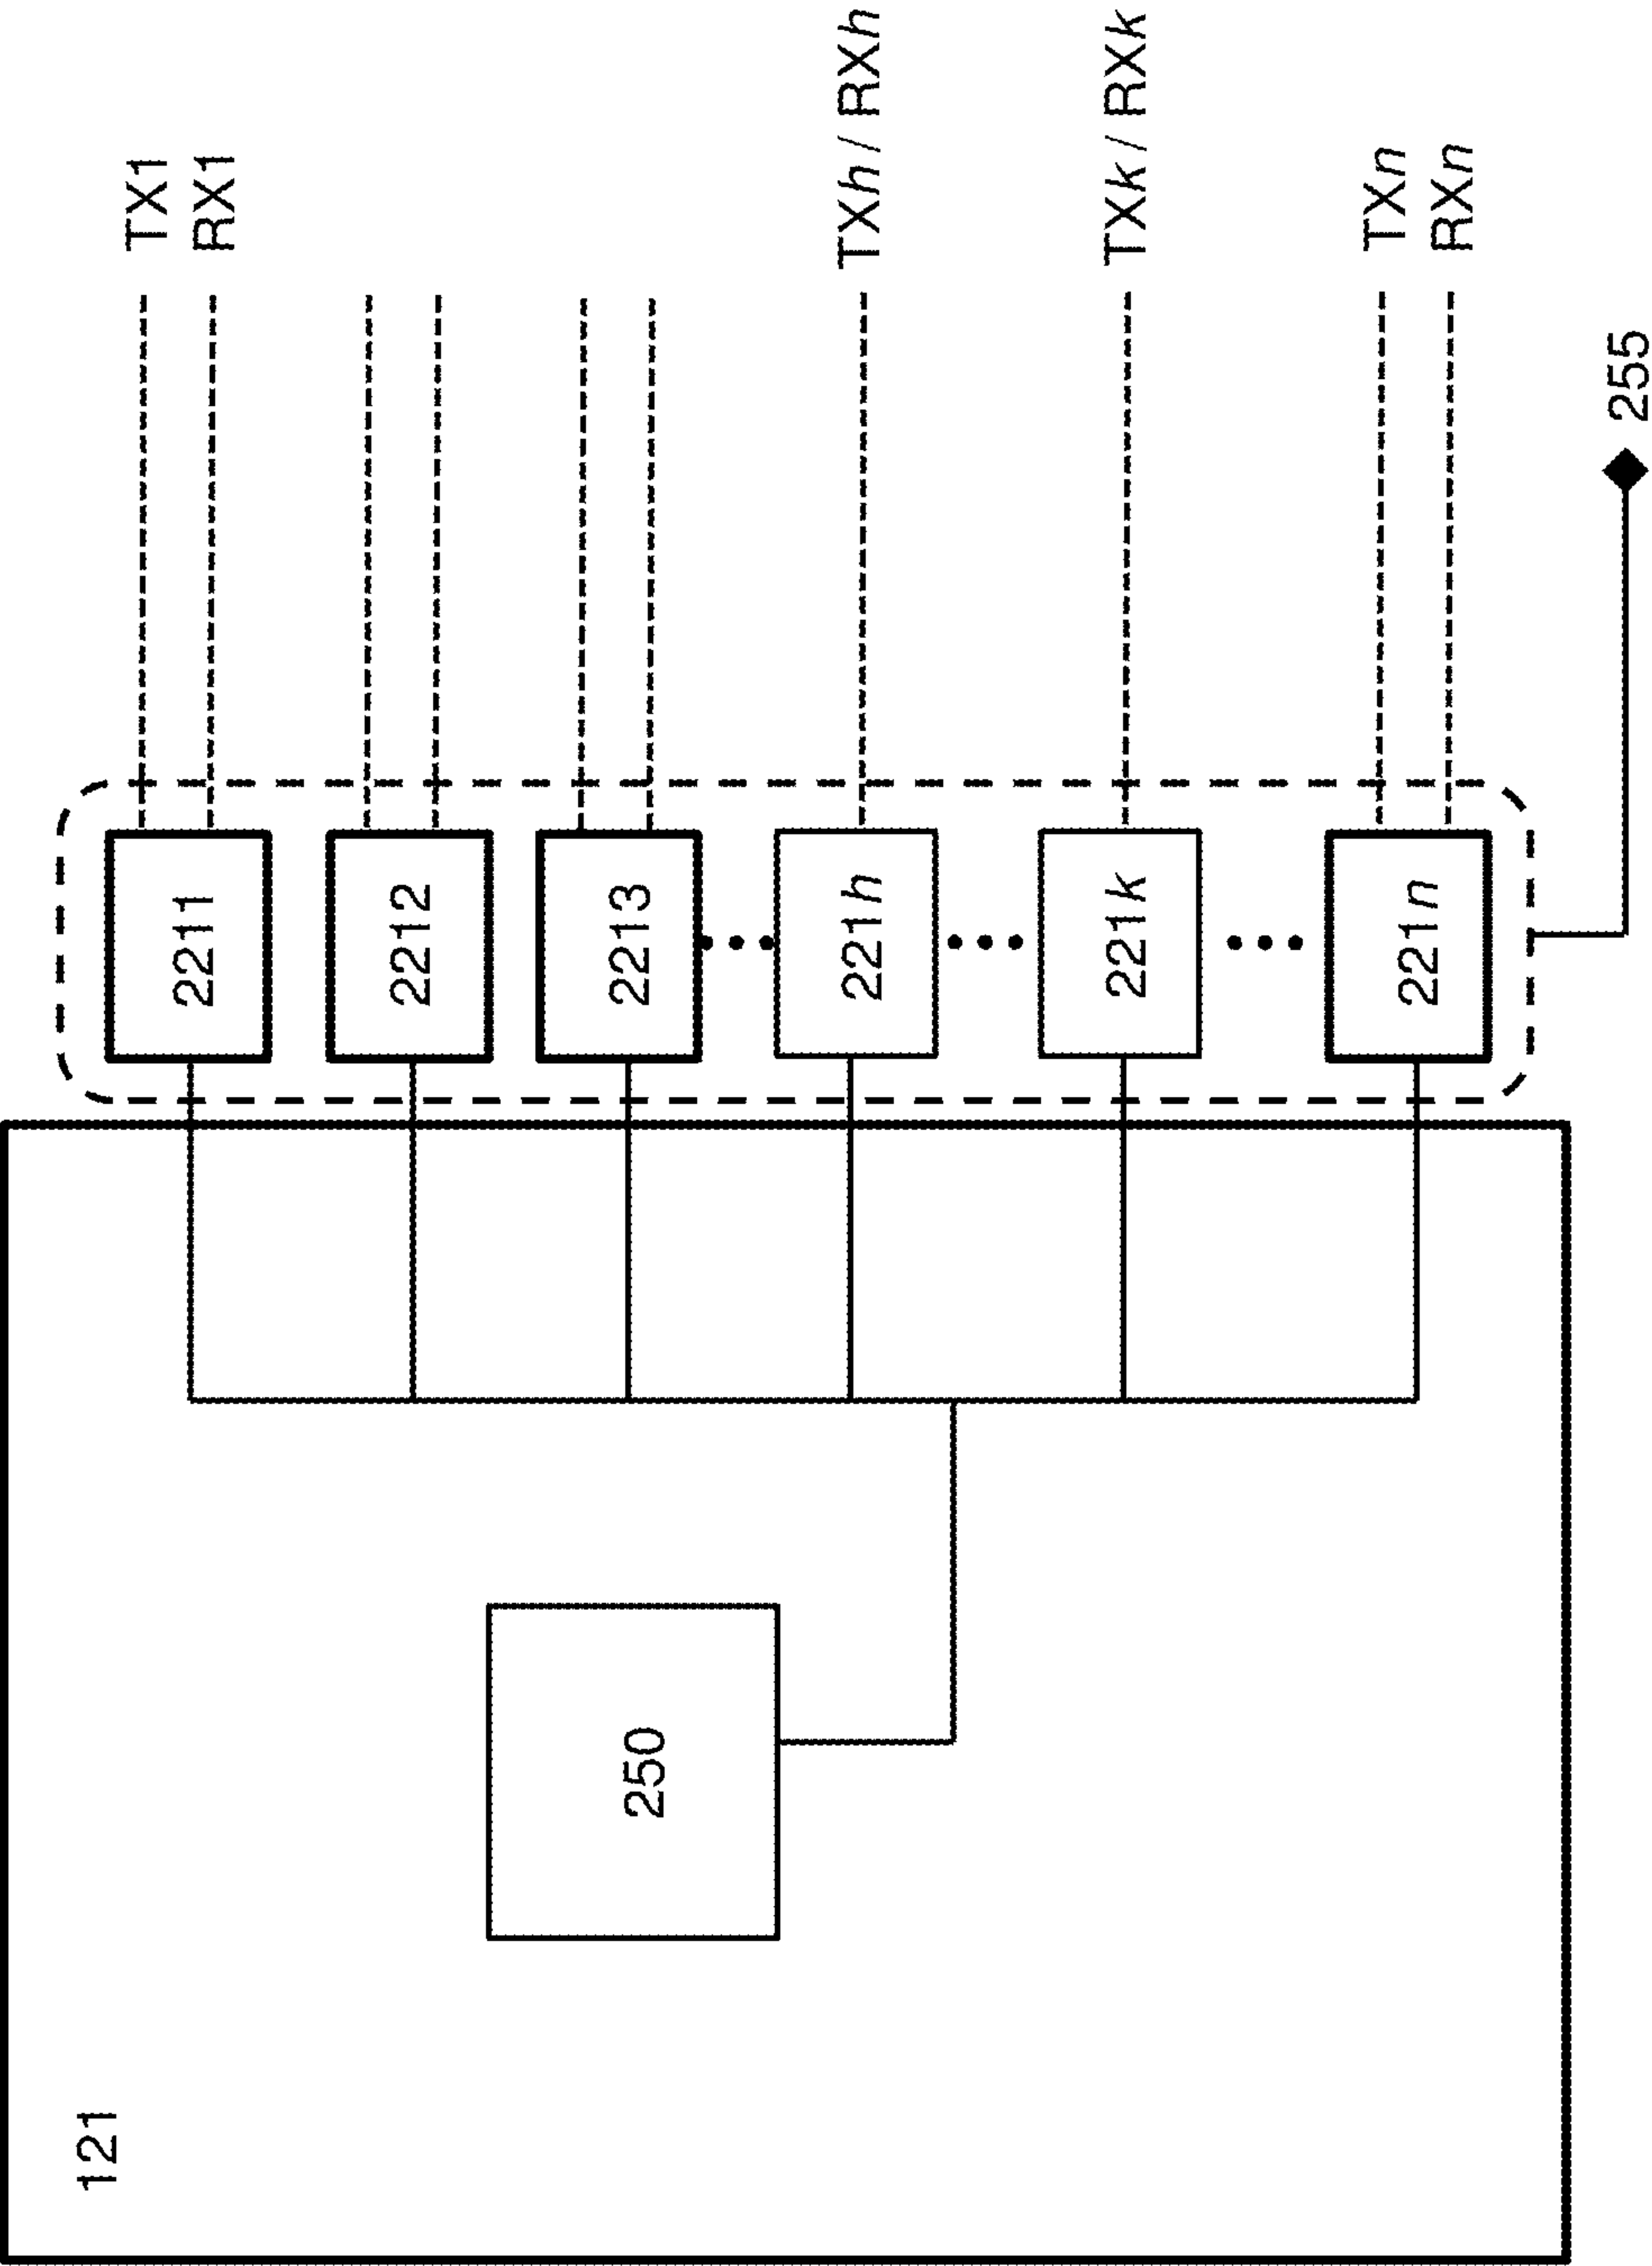 121
250
2211
2212
2213
221h
221k
221n
TX1
RX1
TXh / RXh
TXk / RXk
TXn
RXn
255